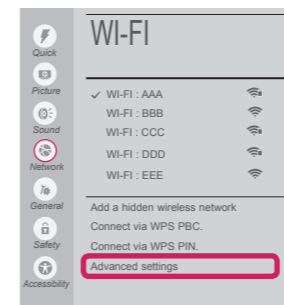 WI-FI
Quick
Picture
Sound
Network
General
Safety
Accessibility
✓ WI-FI : AAA
WI-FI : BBB
WI-FI : CCC
WI-FI : DDD
WI-FI : EEE
Add a hidden wireless network
Connect via WPS PBC.
Connect via WPS PIN.
Advanced settings